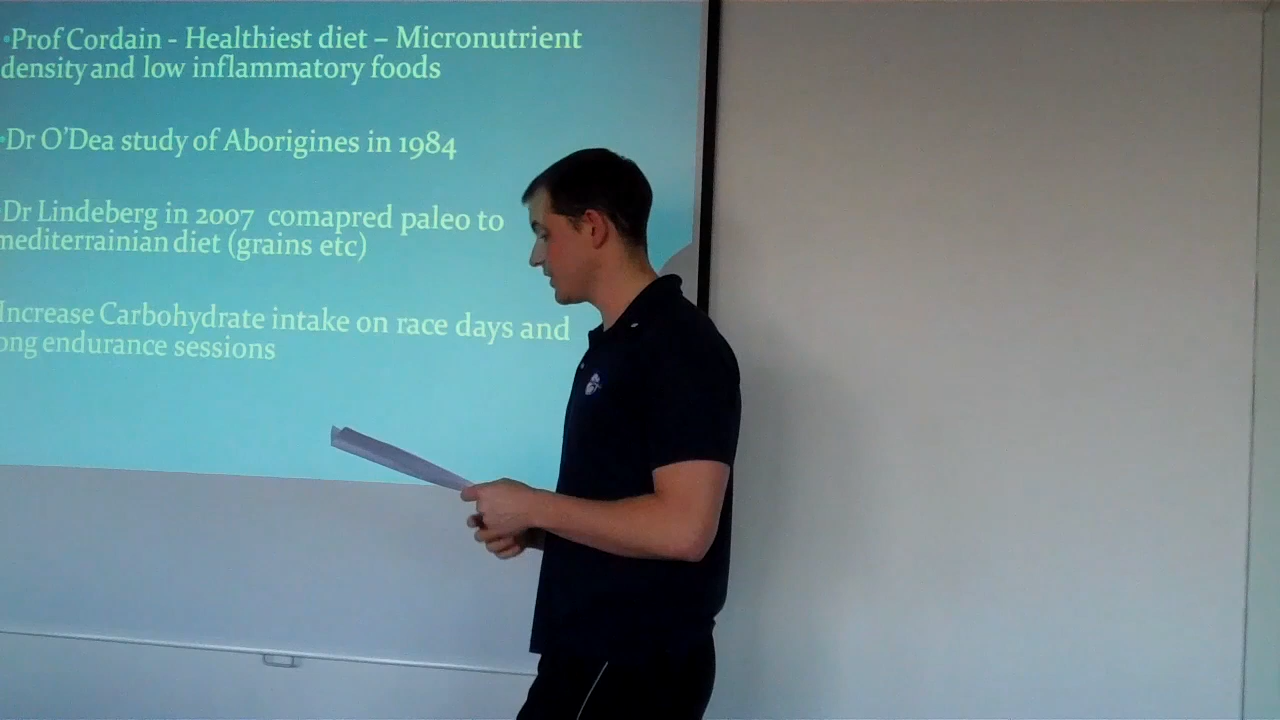 •Prof Cordain - Healthiest diet – Micronutrient
density and low inflammatory foods
•Dr O'Dea study of Aborigines in 1984
Dr Lindeberg in 2007 comapred paleo to
mediterrainian diet (grains etc)
Increase Carbohydrate intake on race days and
ong endurance sessions